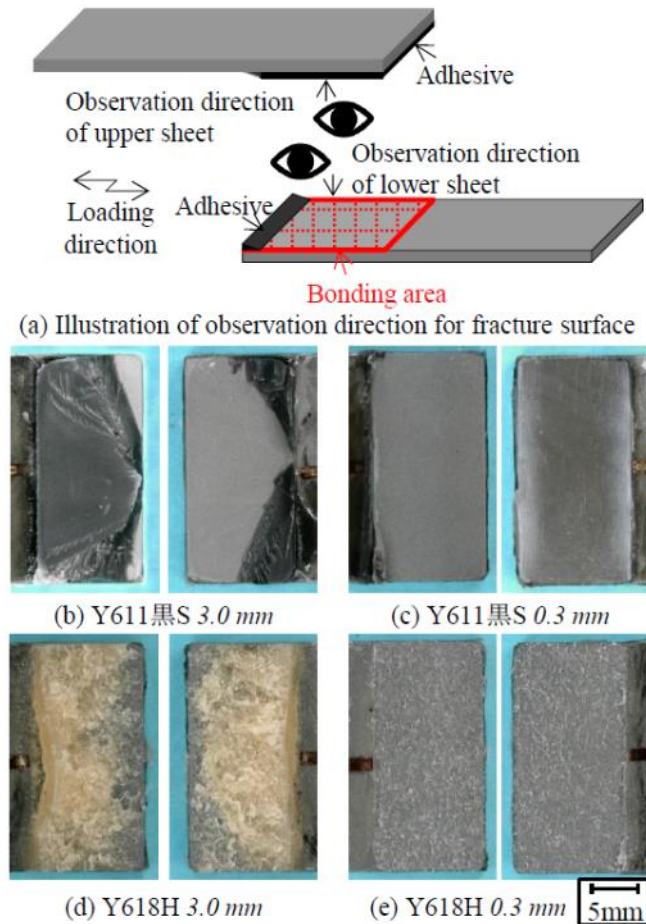 Adhesive
Observation direction
of upper sheet
Observation direction
of lower sheet
Loading
direction
Adhesive
Bonding area
(a) Illustration of observation direction for fracture surface
(b) Y611黒S 3.0 mm
(c) Y611黒S 0.3 mm
(d) Y618H 3.0 mm
(e) Y618H 0.3 mm
5mm